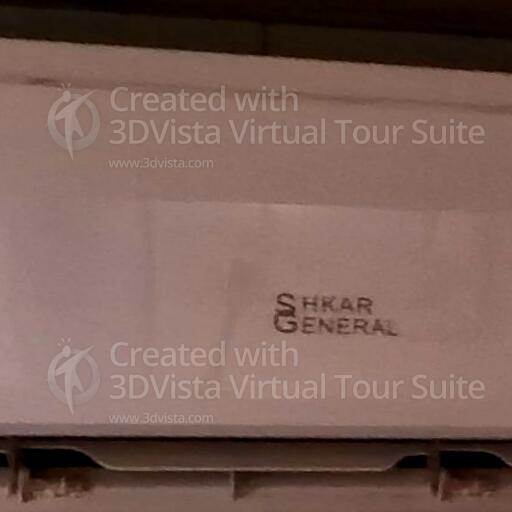 Created with
3DVista Virtual Tour Suite
www.3dvista.com
SHKAR
GENERAL
Created with
3DVista Virtual Tour Suite
www.3dvista.com